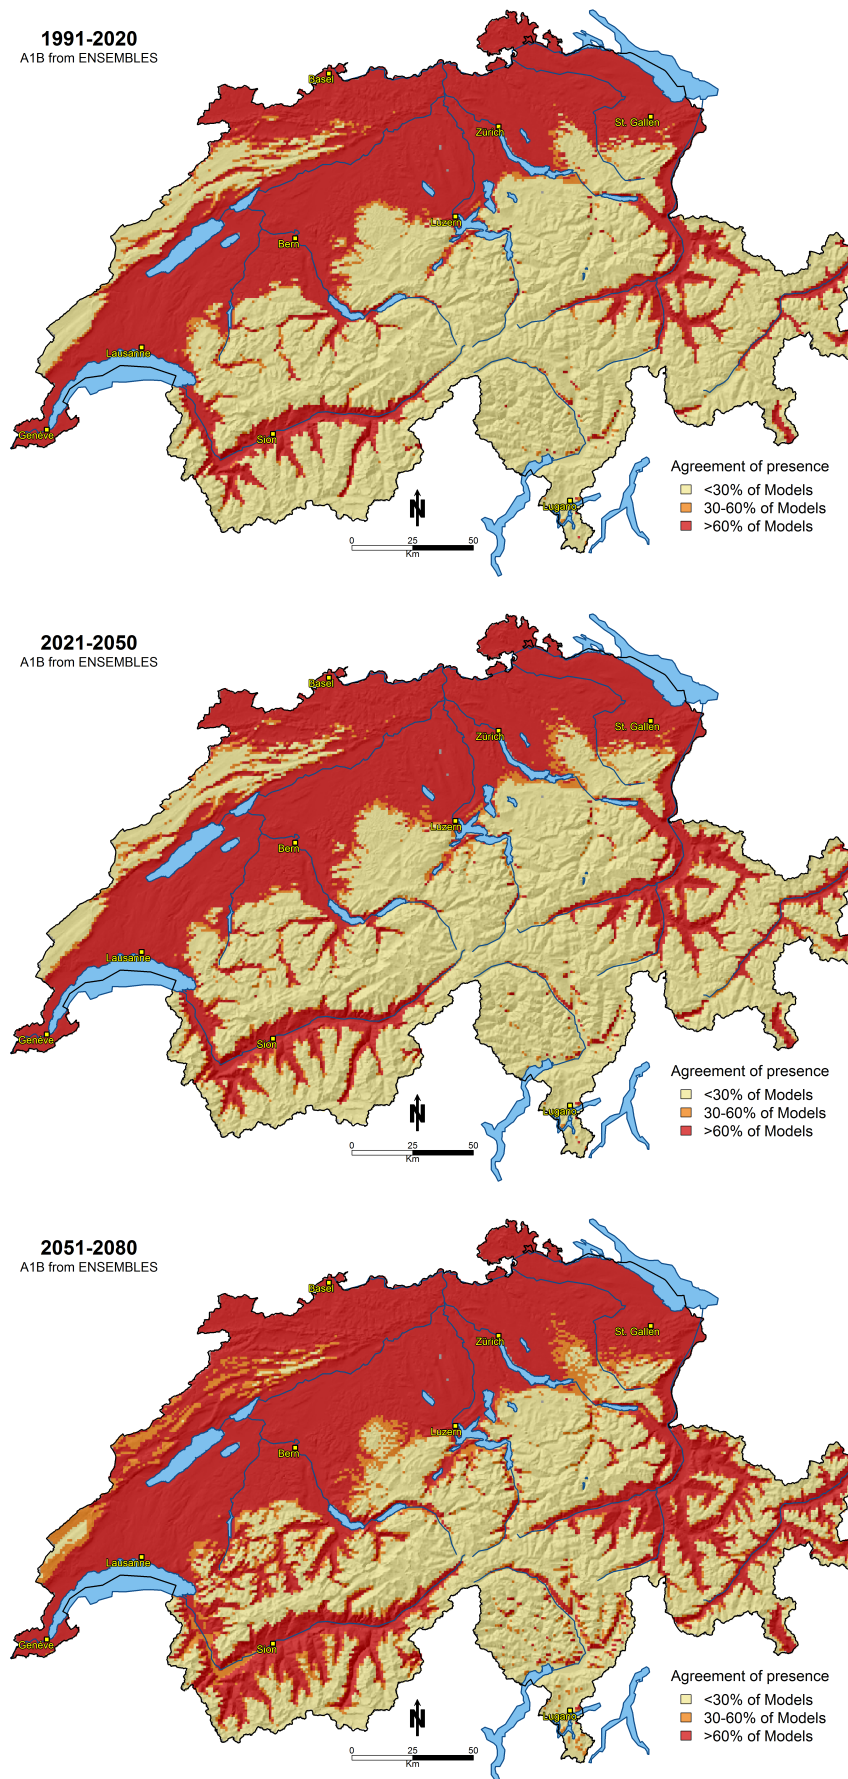 1991-2020
A1B from ENSEMBLES
Basel
St. Gallen
Zürich
Luzern
Bern
Lausanne
Genève
Sion
Lugano
Agreement of presence
<30% of Models
30-60% of Models
>60% of Models
N
0 25 50
Km
2021-2050
A1B from ENSEMBLES
Basel
St. Gallen
Zürich
Luzern
Bern
Lausanne
Genève
Sion
Lugano
Agreement of presence
<30% of Models
30-60% of Models
>60% of Models
N
0 25 50
Km
2051-2080
A1B from ENSEMBLES
Basel
St. Gallen
Zürich
Luzern
Bern
Lausanne
Genève
Sion
Lugano
Agreement of presence
<30% of Models
30-60% of Models
>60% of Models
N
0 25 50
Km